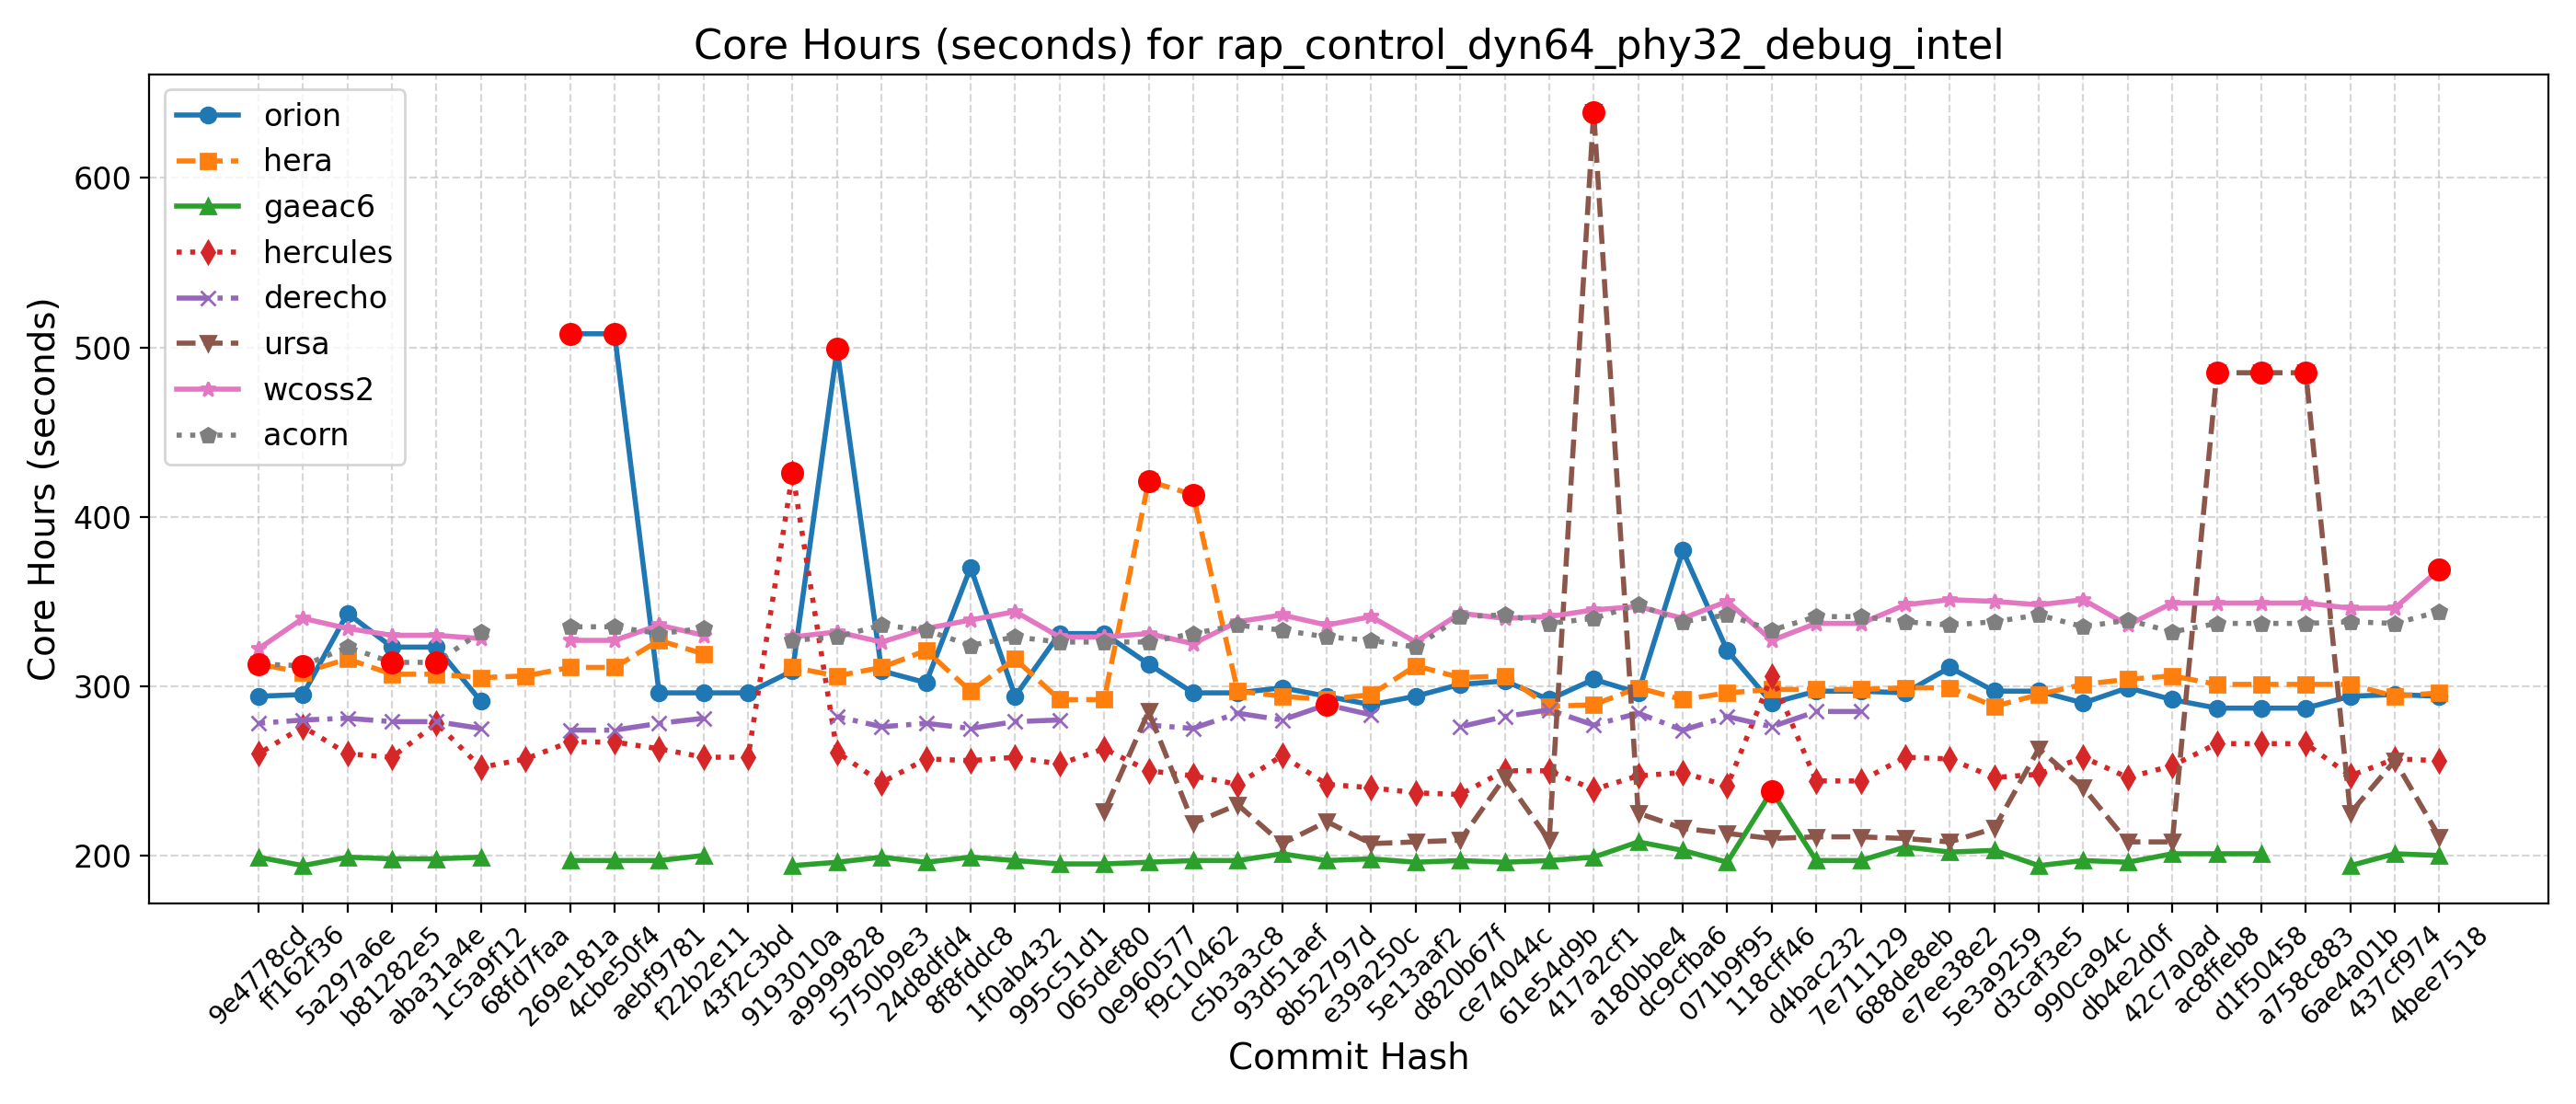 Core Hours (seconds) for rap_control_dyn64_phy32_debug_intel
orion
hera
gaeac6
hercules
derecho
ursa
wcoss2
acorn
Core Hours (seconds)
600
500
400
300
200
9e4778cd
ff162f36
5a297a6e
b81282e5
aba31a4e
1c5a9f12
68fd7faa
269e181a
4cbe50f4
aebf9781
f22b2e11
43f2c3bd
9193010a
a9999828
5750b9e3
24d8dfd4
8f8fddc8
1f0ab432
995c51d1
065def80
0e960577
f9c10462
c5b3a3c8
93d51aef
8b52797d
e39a250c
5e13aaf2
d820b67f
ce74044c
61e54d9b
417a2cf1
a180bbe4
dc9cfba6
071b9f95
118cff46
d4bac232
7e711129
688de8eb
e7ee38e2
5e3a9259
d3caf3e5
990ca94c
db4e2d0f
42c7a0ad
ac8ffeb8
d1f50458
a758c883
6ae4a01b
437cf974
4bee7518
Commit Hash